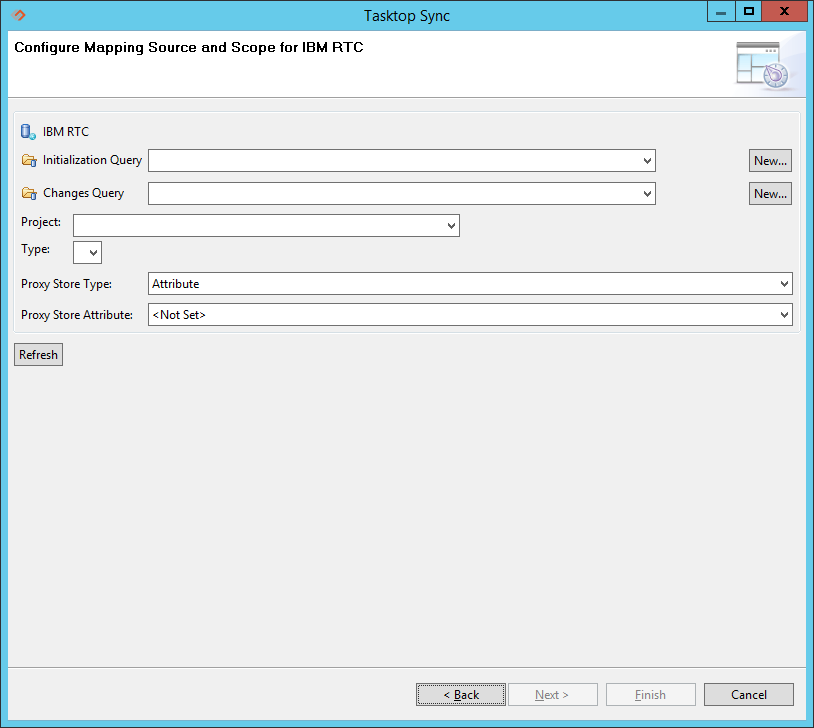 Tasktop Sync
X
Configure Mapping Source and Scope for IBM RTC
IBM RTC
Initialization Query New...
Changes Query New...
Project:
Type:
Proxy Store Type: Attribute
Proxy Store Attribute: <Not Set>
Refresh
< Back Next > Finish Cancel